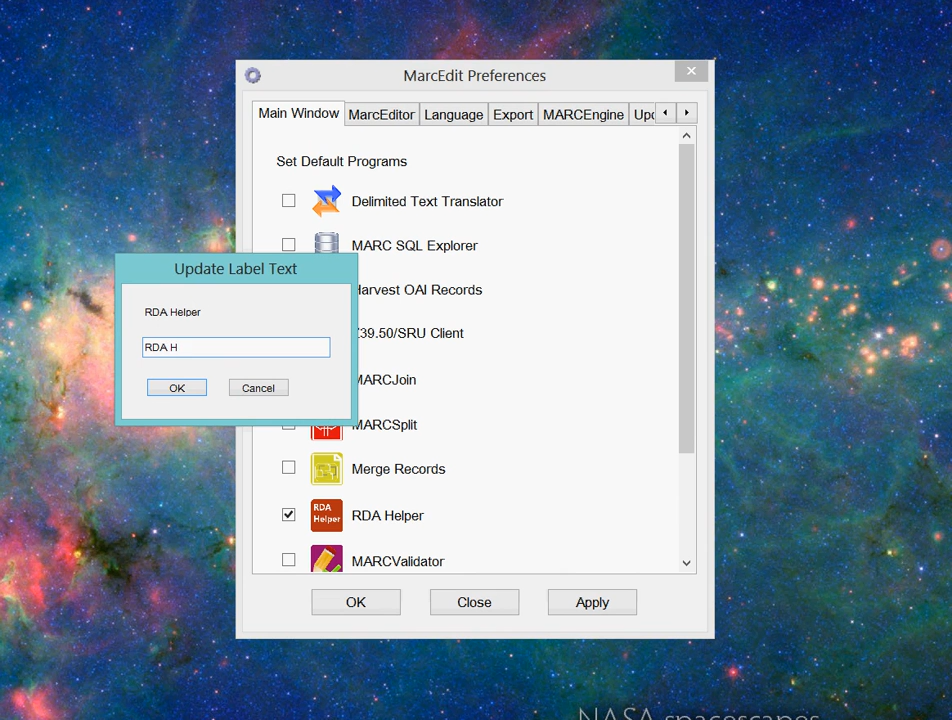 MarcEdit Preferences
Main Window MarcEditor Language Export MARCEngine
Set Default Programs
Delimited Text Translator
MARC SQL Explorer
Update Label Text
Harvest OAI Records
RDA Helper
Z39.50/SRU Client
RDA H
MARCJoin
OK Cancel
MARCSplit
Merge Records
RDA
Helper
RDA Helper
MARCValidator
OK Close Apply
NASA spacescapes